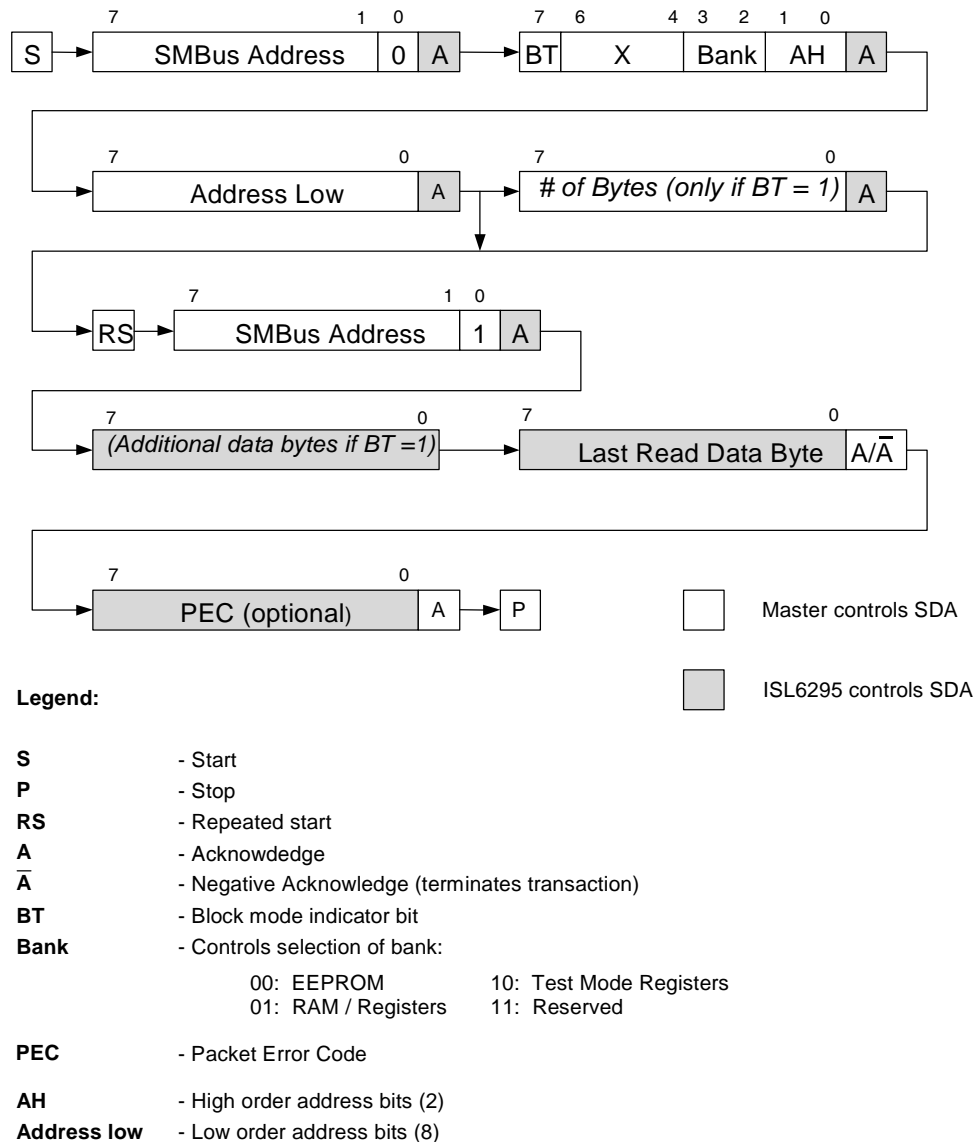 7 1 0 7 6 4 3 2 1 0
S SMBus Address 0 A BT X Bank AH A
7 0 7 0
Address Low A # of Bytes (only if BT = 1) A
7 1 0
RS SMBus Address 1 A
7 0 7 0
(Additional data bytes if BT =1) Last Read Data Byte A/A̅
7 0
PEC (optional) A P Master controls SDA
Legend: ISL6295 controls SDA
S - Start
P - Stop
RS - Repeated start
A - Acknowdedge
A̅ - Negative Acknowledge (terminates transaction)
BT - Block mode indicator bit
Bank - Controls selection of bank:
00: EEPROM 10: Test Mode Registers
01: RAM / Registers 11: Reserved
PEC - Packet Error Code
AH - High order address bits (2)
Address low - Low order address bits (8)